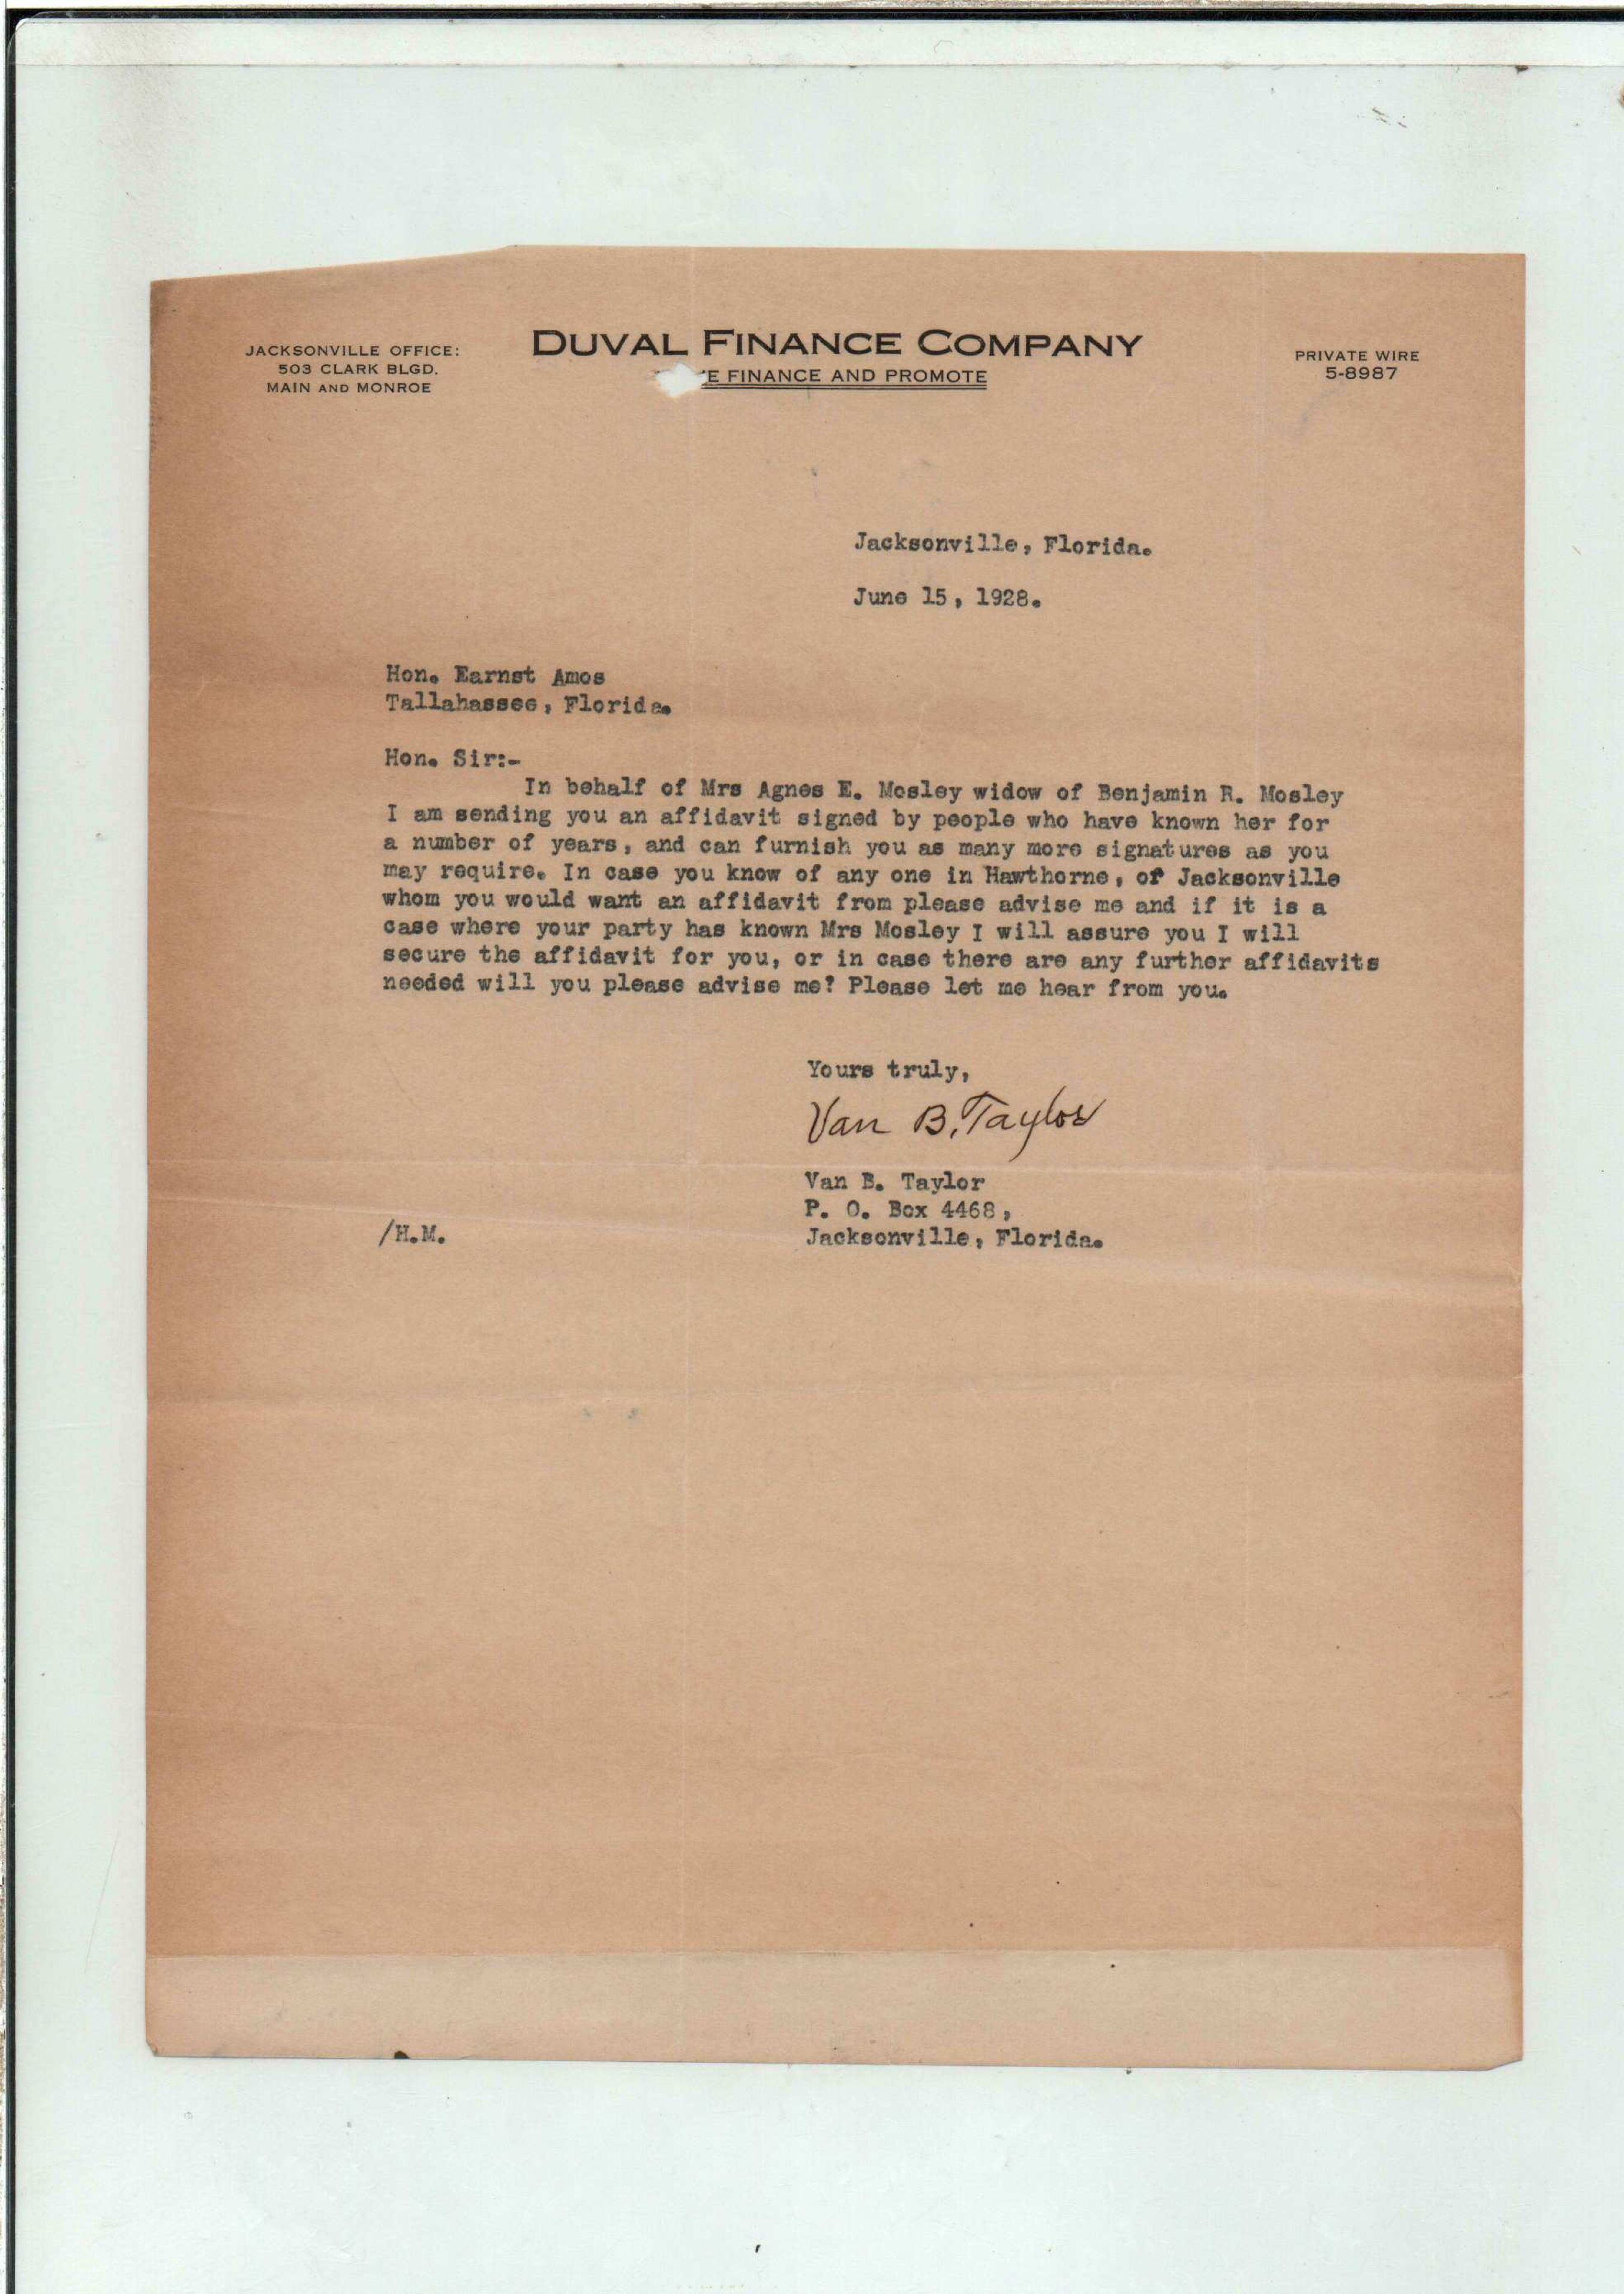 JACKSONVILLE OFFICE:
503 CLARK BLGD.
MAIN AND MONROE
DUVAL FINANCE COMPANY
FINANCE AND PROMOTE
PRIVATE WIRE
5-8987
Jacksonville, Florida.
June 15, 1928.
Hon. Earnst Amos
Tallahassee, Florida.
Hon. Sir:-
In behalf of Mrs Agnes E. Mosley widow of Benjamin R. Mosley
I am sending you an affidavit signed by people who have known her for
a number of years, and can furnish you as many more signatures as you
may require. In case you know of any one in Hawthorne, of Jacksonville
whom you would want an affidavit from please advise me and if it is a
case where your party has known Mrs Mosley I will assure you I will
secure the affidavit for you, or in case there are any further affidavits
needed will you please advise me? Please let me hear from you.
Yours truly,
Van B. Taylor
Van B. Taylor
P. O. Box 4468,
/H.M.
Jacksonville, Florida.